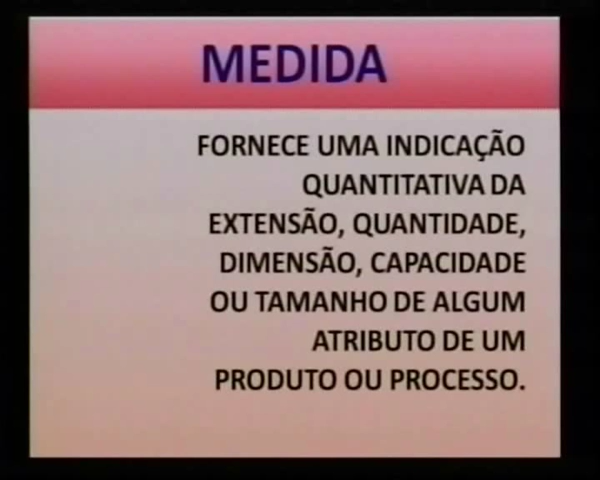 MEDIDA
FORNECE UMA INDICAÇÃO
QUANTITATIVA DA
EXTENSÃO, QUANTIDADE,
DIMENSÃO, CAPACIDADE
OU TAMANHO DE ALGUM
ATRIBUTO DE UM
PRODUTO OU PROCESSO.